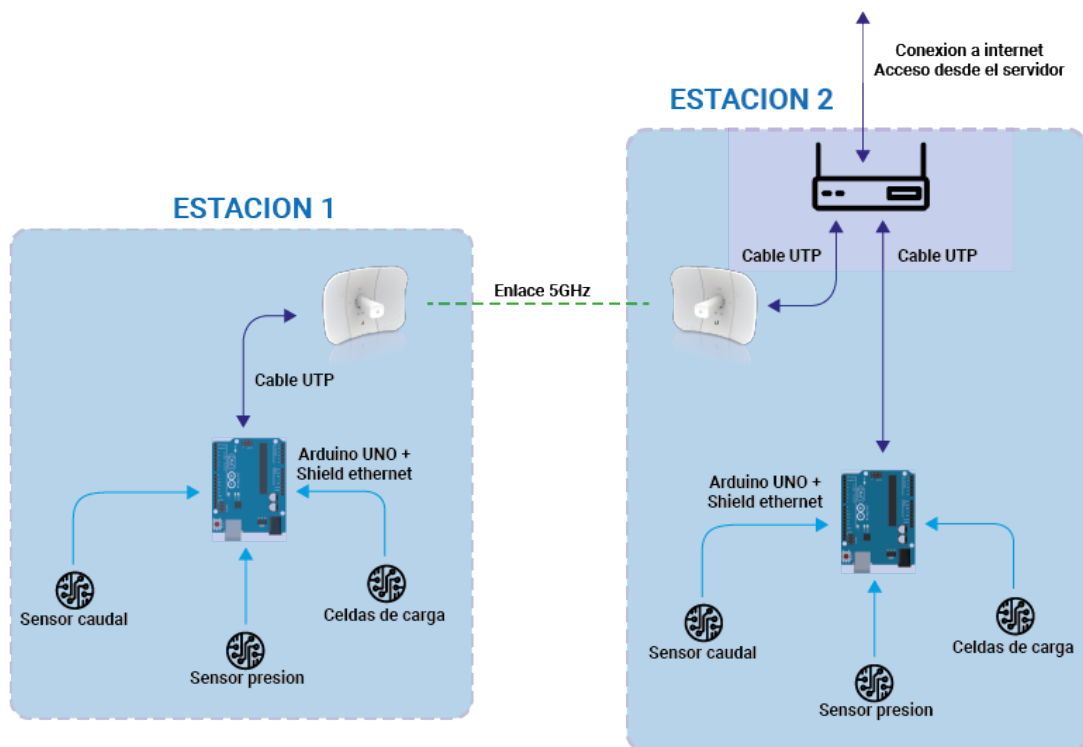 Conexion a internet
Acceso desde el servidor
ESTACION 2
ESTACION 1
Cable UTP
Cable UTP
Enlace 5GHz
Cable UTP
Arduino UNO +
Shield ethernet
Arduino UNO +
Shield ethernet
Sensor caudal
Celdas de carga
Sensor presion
Sensor caudal
Celdas de carga
Sensor presion